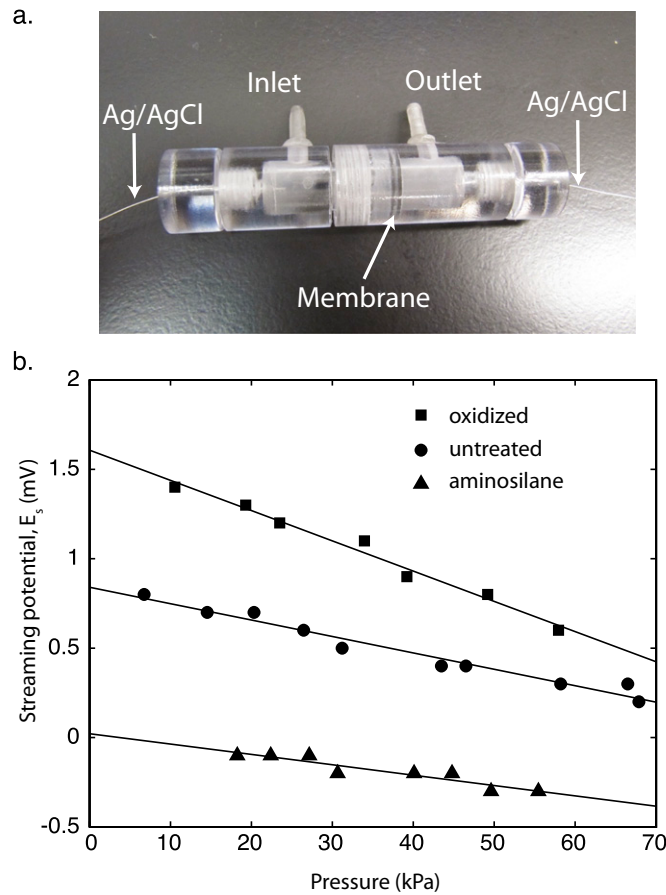 a.
Inlet
Outlet
Ag/AgCl
Ag/AgCl
Membrane
b.
2
1.5
1
0.5
0
-0.5
Streaming potential, E_s (mV)
oxidized
untreated
aminosilane
0 10 20 30 40 50 60 70
Pressure (kPa)